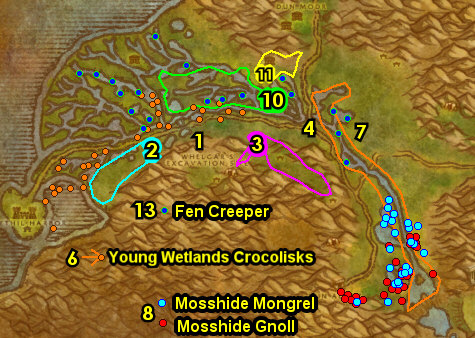 DUN MODR
11
10
2
1
WHELGAR'S
EXCAVATION SITE
3
4
7
13 Fen Creeper
6 Young Wetlands Crocolisks
8 Mosshide Mongrel
Mosshide Gnoll